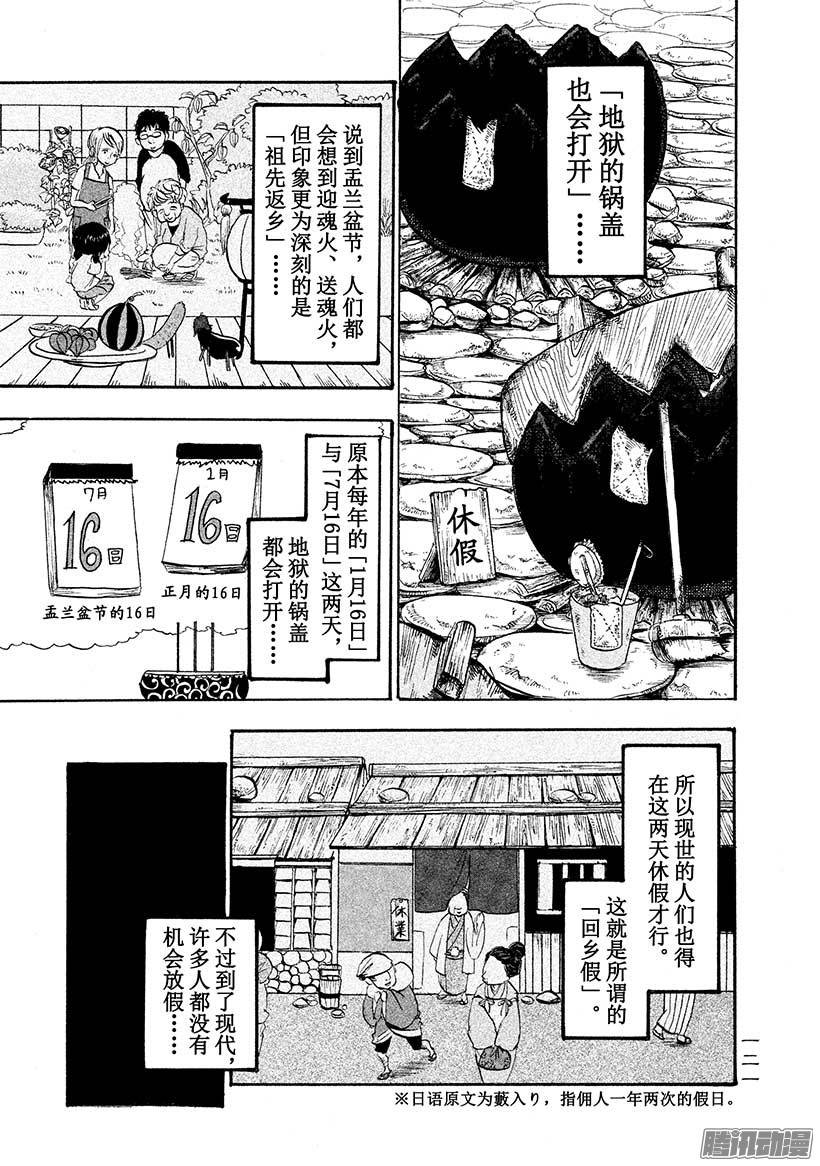 「地狱的锅盖
也会打开」……
休假
说到盂兰盆节，人们都
会想到迎魂火、送魂火，
但印象更为深刻的是
「祖先返乡」……
原本每年的「1月16日」
与「7月16日」这两天，
地狱的锅盖
都会打开……
1月
16日
正月的16日
7月
16日
盂兰盆节的16日
所以现世的人们也得
在这两天休假才行。
这就是所谓的
「回乡假」。
休業
不过到了现代，
许多人都没有
机会放假……
※日语原文为薮入り，指佣人一年两次的假日。
一二一
腾讯动漫